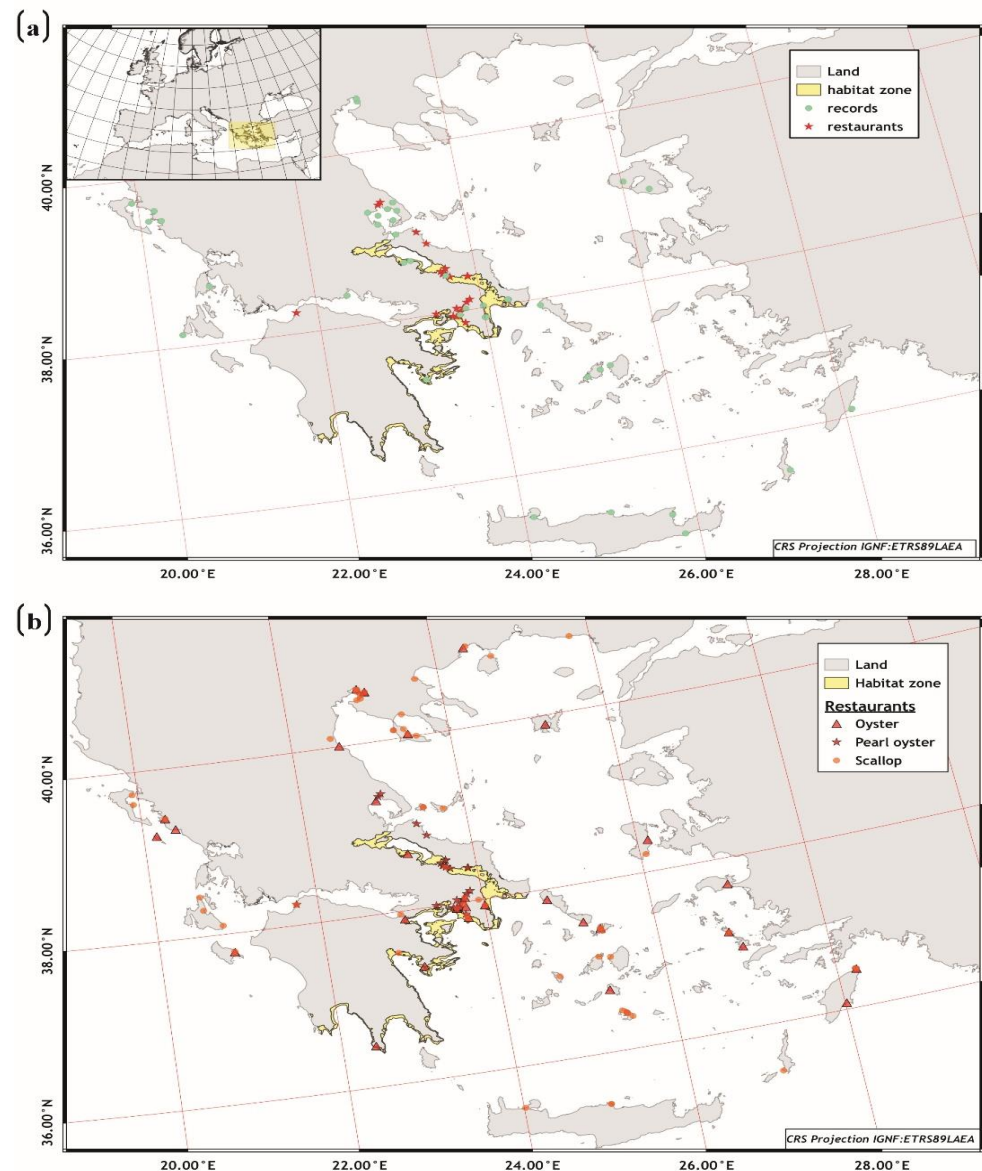 (a)
Land
habitat zone
records
restaurants
40.00°N
38.00°N
36.00°N
CRS Projection IGNF:ETRS89LAEA
20.00°E
22.00°E
24.00°E
26.00°E
28.00°E
(b)
Land
Habitat zone
Restaurants
Oyster
Pearl oyster
Scallop
40.00°N
38.00°N
36.00°N
CRS Projection IGNF:ETRS89LAEA
20.00°E
22.00°E
24.00°E
26.00°E
28.00°E